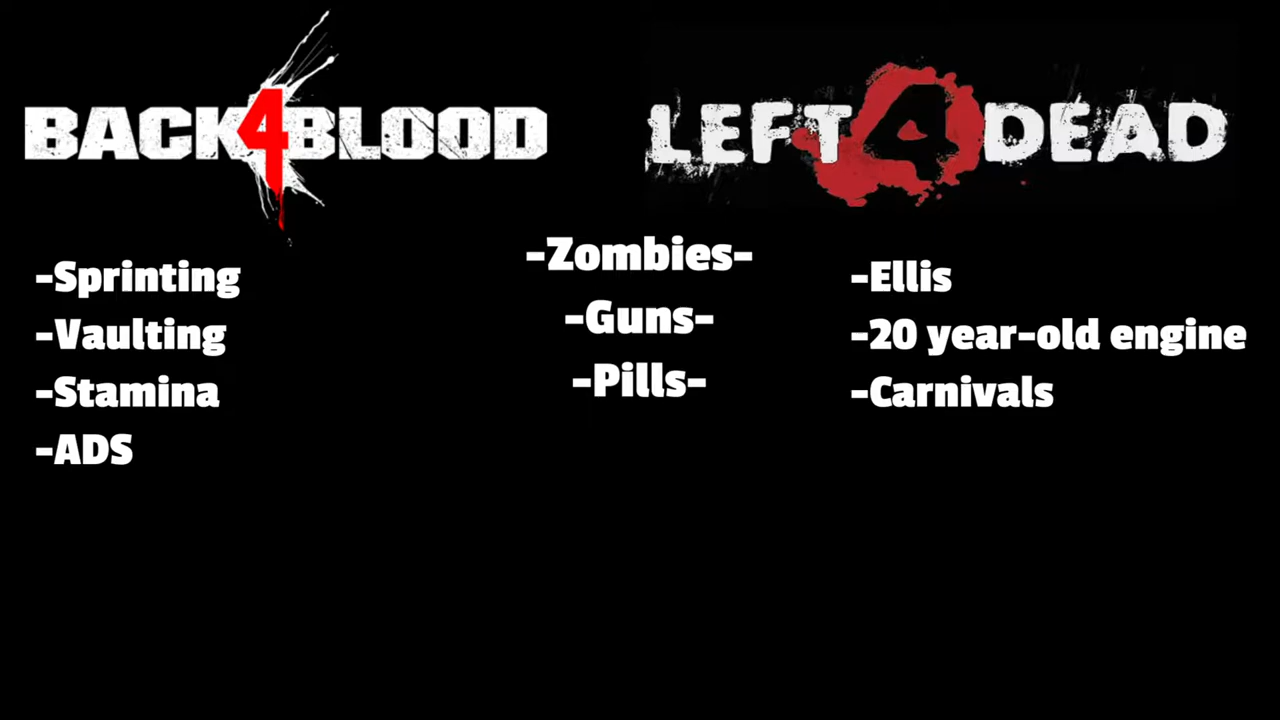 BACK4BLOOD
LEFT4DEAD
-Sprinting
-Vaulting
-Stamina
-ADS
-Zombies-
-Guns-
-Pills-
-Ellis
-20 year-old engine
-Carnivals